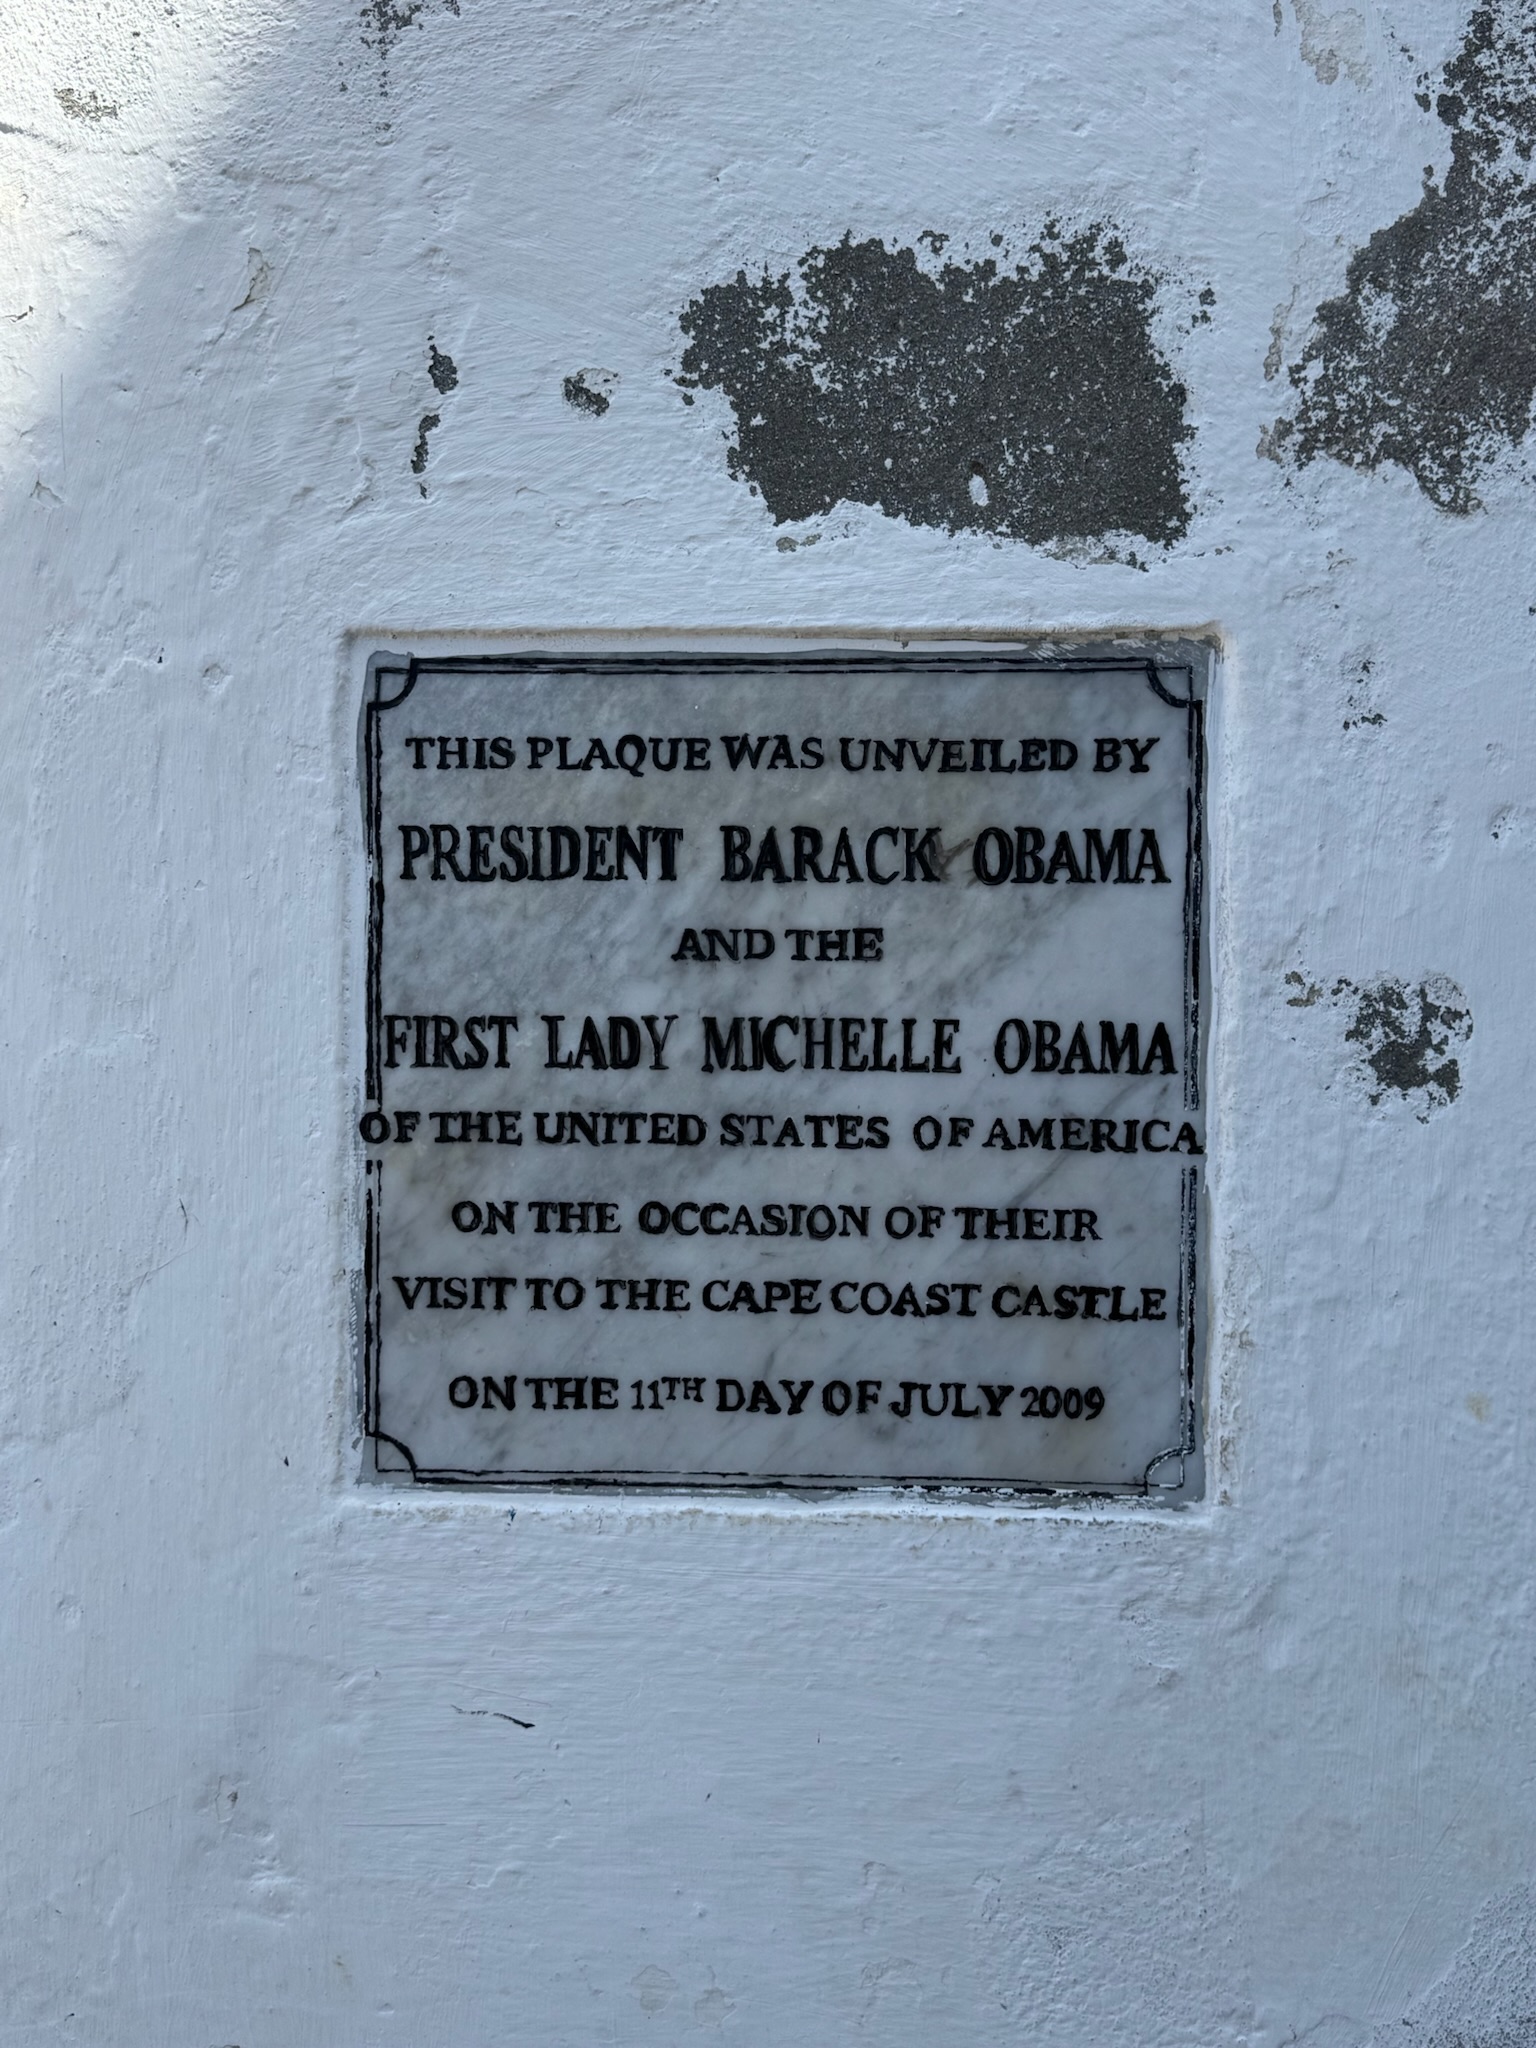 THIS PLAQUE WAS UNVEILED BY
PRESIDENT BARACK OBAMA
AND THE
FIRST LADY MICHELLE OBAMA
OF THE UNITED STATES OF AMERICA
ON THE OCCASION OF THEIR
VISIT TO THE CAPE COAST CASTLE
ON THE 11TH DAY OF JULY 2009